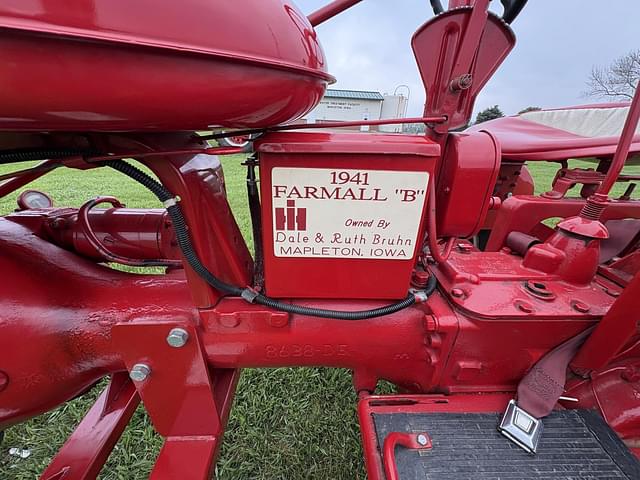 1941
FARMALL "B"
IH
Owned By
Dale & Ruth Bruhn
MAPLETON, IOWA
8638-DE